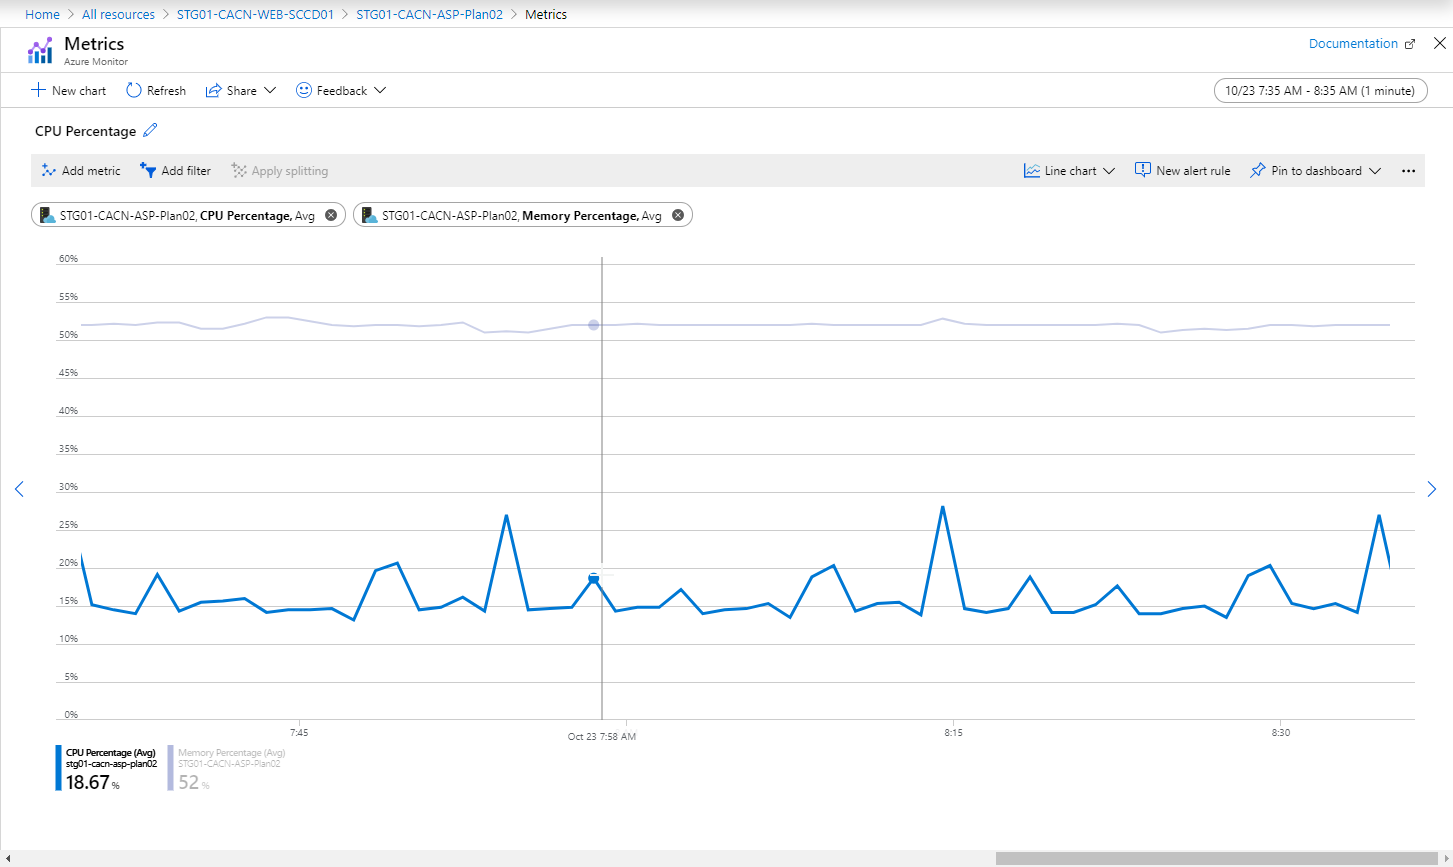 Home > All resources > STG01-CACN-WEB-SCCD01 > STG01-CACN-ASP-Plan02 > Metrics
Metrics
Azure Monitor
Documentation
New chart Refresh Share Feedback
10/23 7:35 AM - 8:35 AM (1 minute)
CPU Percentage
Add metric Add filter Apply splitting Line chart New alert rule Pin to dashboard ...
STG01-CACN-ASP-Plan02, CPU Percentage, Avg
STG01-CACN-ASP-Plan02, Memory Percentage, Avg
60%
55%
50%
45%
40%
35%
30%
25%
20%
15%
10%
5%
0%
7:45 Oct 23 7:58 AM 8:15 8:30
CPU Percentage (Avg)
stg01-cacn-asp-plan02
18.67 %
Memory Percentage (Avg)
STG01-CACN-ASP-Plan02
52 %